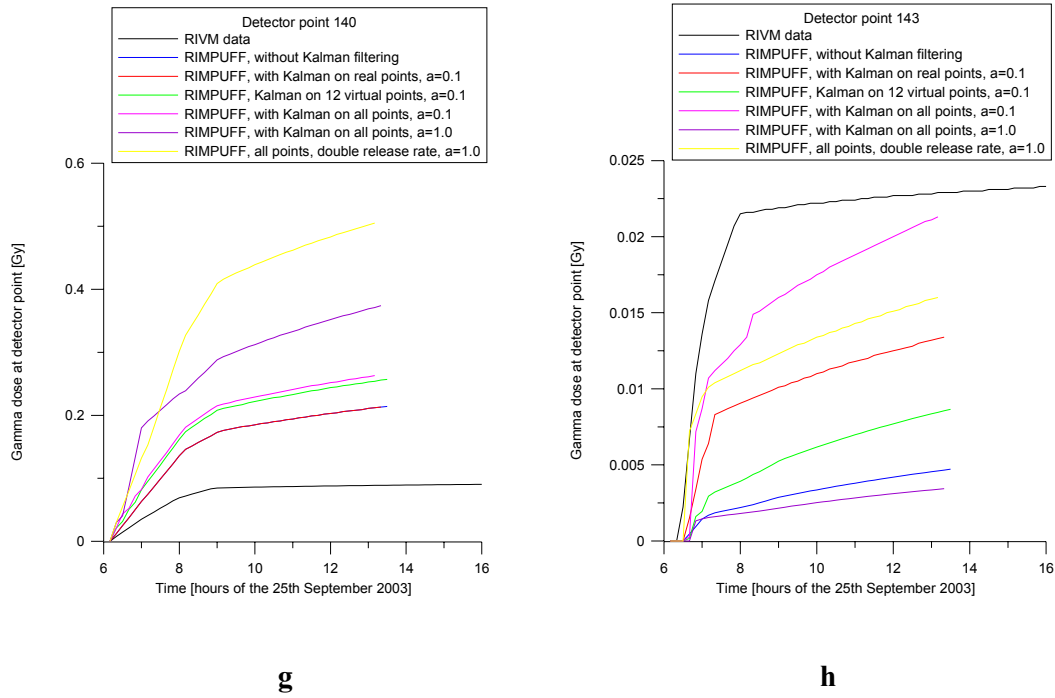 Detector point 140
RIVM data
RIMPUFF, without Kalman filtering
RIMPUFF, with Kalman on real points, a=0.1
RIMPUFF, Kalman on 12 virtual points, a=0.1
RIMPUFF, with Kalman on all points, a=0.1
RIMPUFF, with Kalman on all points, a=1.0
RIMPUFF, all points, double release rate, a=1.0
0.6
0.4
0.2
0
Gamma dose at detector point [Gy]
6 8 10 12 14 16
Time [hours of the 25th September 2003]
g
Detector point 143
RIVM data
RIMPUFF, without Kalman filtering
RIMPUFF, with Kalman on real points, a=0.1
RIMPUFF, Kalman on 12 virtual points, a=0.1
RIMPUFF, with Kalman on all points, a=0.1
RIMPUFF, with Kalman on all points, a=1.0
RIMPUFF, all points, double release rate, a=1.0
0.025
0.02
0.015
0.01
0.005
0
Gamma dose at detector point [Gy]
6 8 10 12 14 16
Time [hours of the 25th September 2003]
h